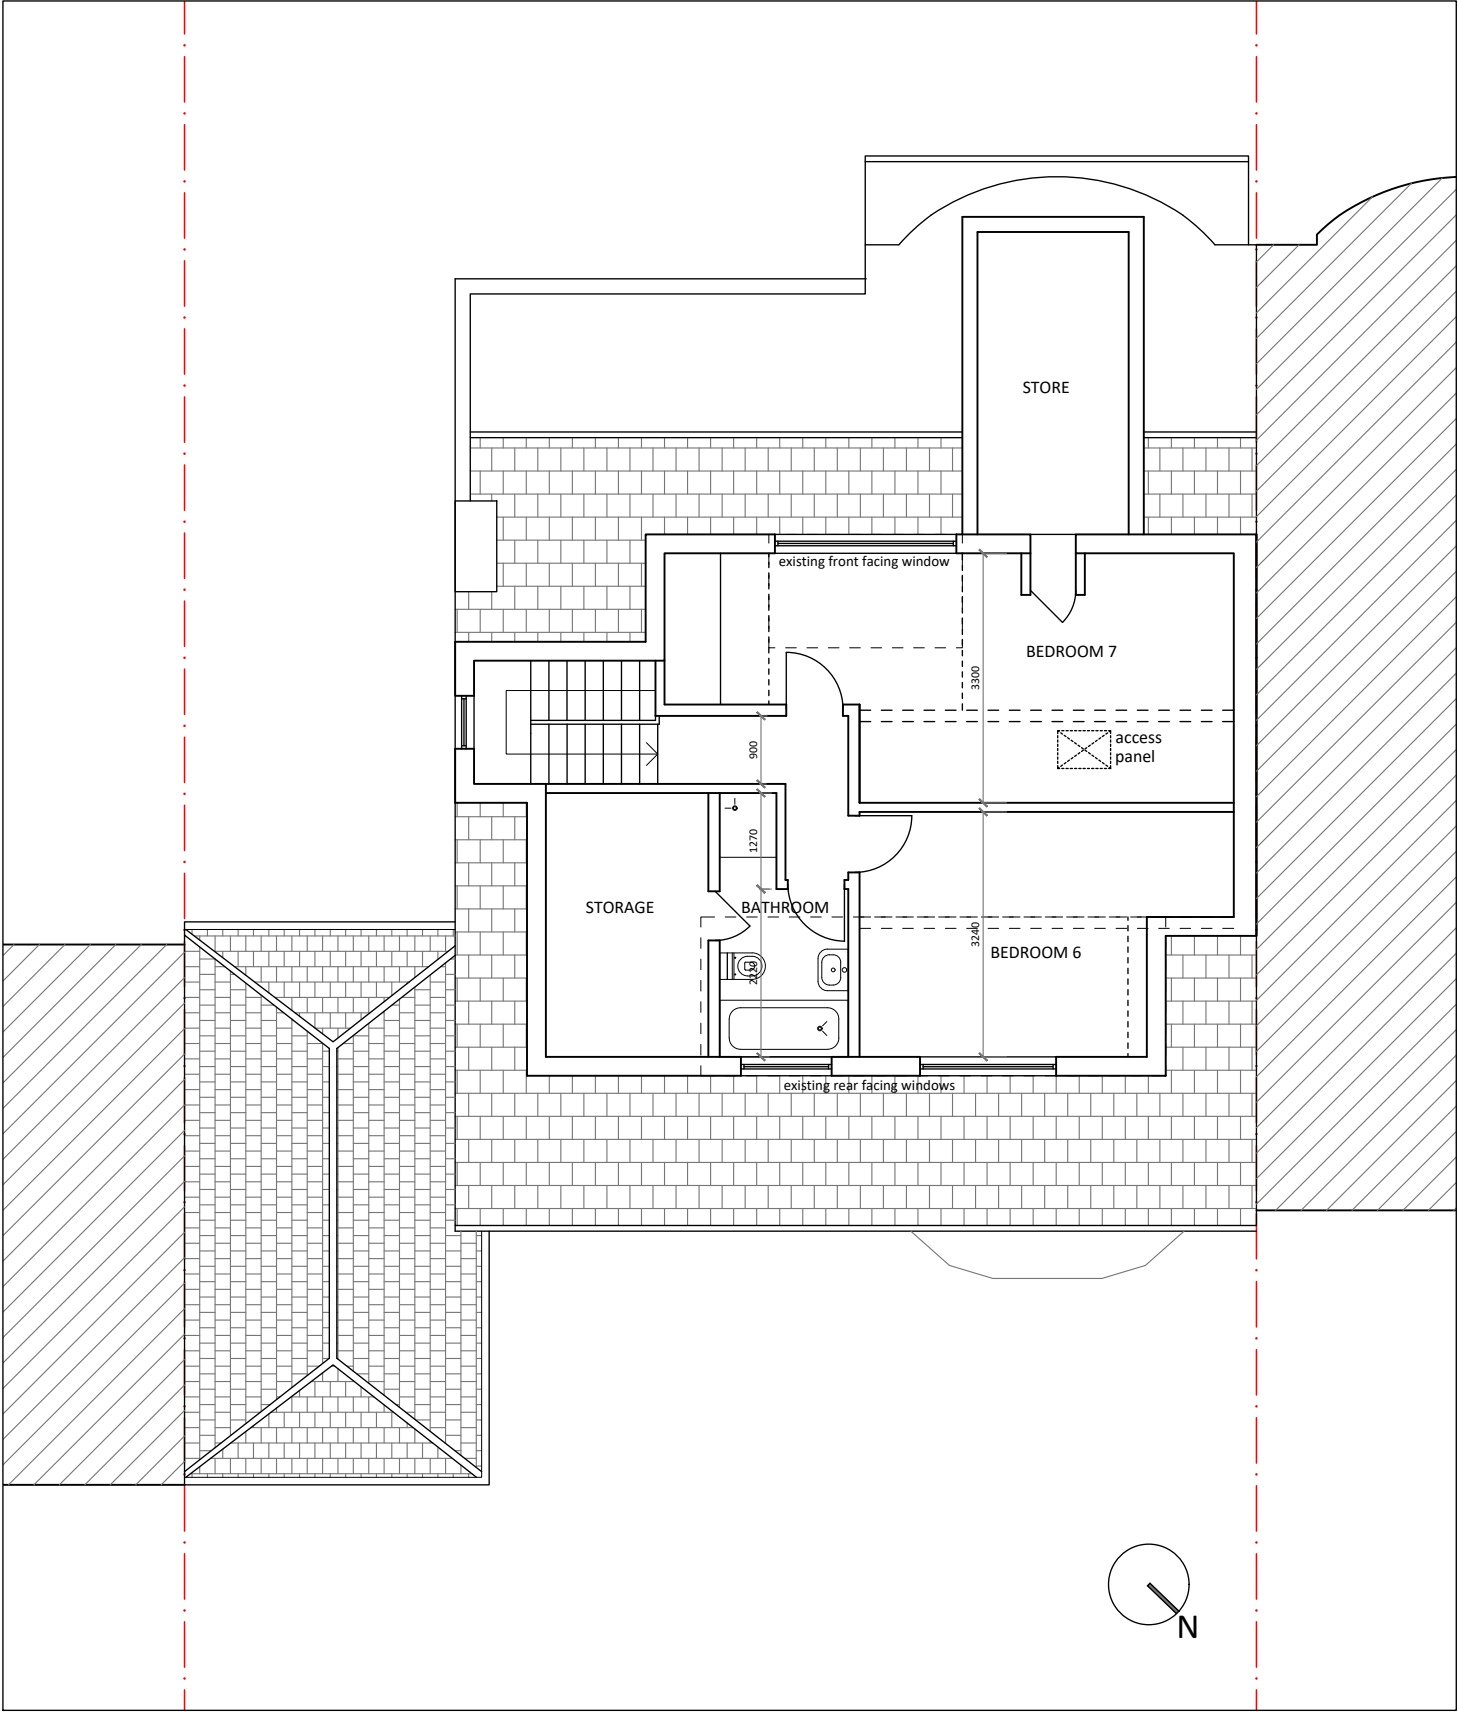 STORE
existing front facing window
BEDROOM 7
3300
access
panel
900
1270
STORAGE
BATHROOM
3240
BEDROOM 6
2220
existing rear facing windows
N